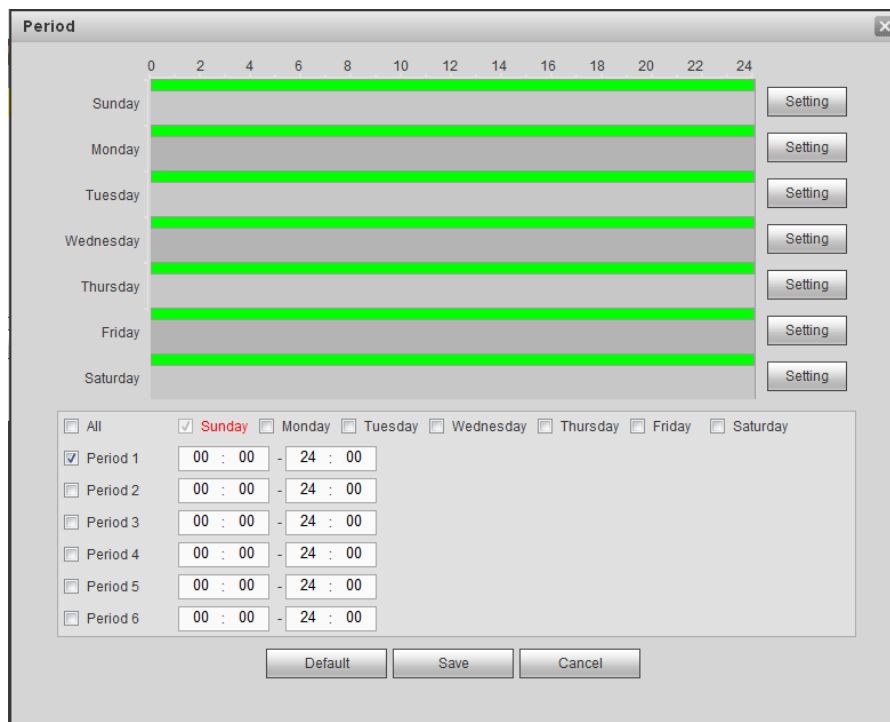 Period
0 2 4 6 8 10 12 14 16 18 20 22 24
Sunday Setting
Monday Setting
Tuesday Setting
Wednesday Setting
Thursday Setting
Friday Setting
Saturday Setting
All Sunday Monday Tuesday Wednesday Thursday Friday Saturday
Period 1 00 : 00 - 24 : 00
Period 2 00 : 00 - 24 : 00
Period 3 00 : 00 - 24 : 00
Period 4 00 : 00 - 24 : 00
Period 5 00 : 00 - 24 : 00
Period 6 00 : 00 - 24 : 00
Default Save Cancel